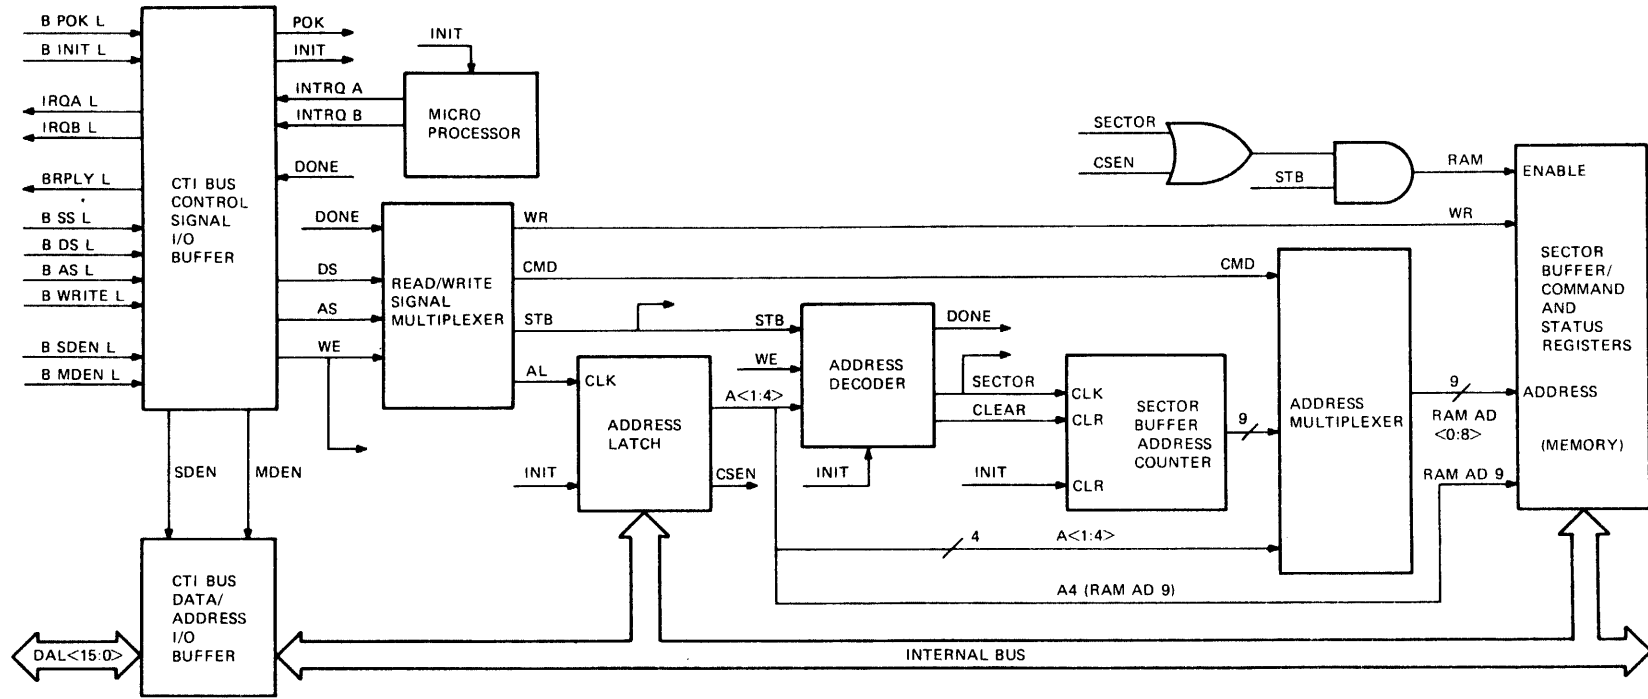 B POK L
B INIT L
IRQA L
IRQB L
BRPLY L
B SS L
B DS L
B AS L
B WRITE L
B SDEN L
B MDEN L
CTI BUS
CONTROL
SIGNAL
I/O
BUFFER
POK
INIT
INTRQ A
INTRQ B
DONE
DS
AS
WE
INIT
MICRO
PROCESSOR
DONE
READ/WRITE
SIGNAL
MULTIPLEXER
WR
CMD
STB
AL
CLK
ADDRESS
LATCH
INIT
A<1:4>
CSEN
STB
WE
ADDRESS
DECODER
INIT
DONE
SECTOR
CLEAR
INIT
CLK
CLR
CLR
SECTOR
BUFFER
ADDRESS
COUNTER
9
SECTOR
CSEN
STB
RAM
WR
CMD
ADDRESS
MULTIPLEXER
4
A<1:4>
A4 (RAM AD 9)
9
RAM AD
<0:8>
RAM AD 9
ENABLE
SECTOR
BUFFER/
COMMAND
AND
STATUS
REGISTERS
ADDRESS
(MEMORY)
SDEN
MDEN
CTI BUS
DATA/
ADDRESS
I/O
BUFFER
DAL<15:0>
INTERNAL BUS